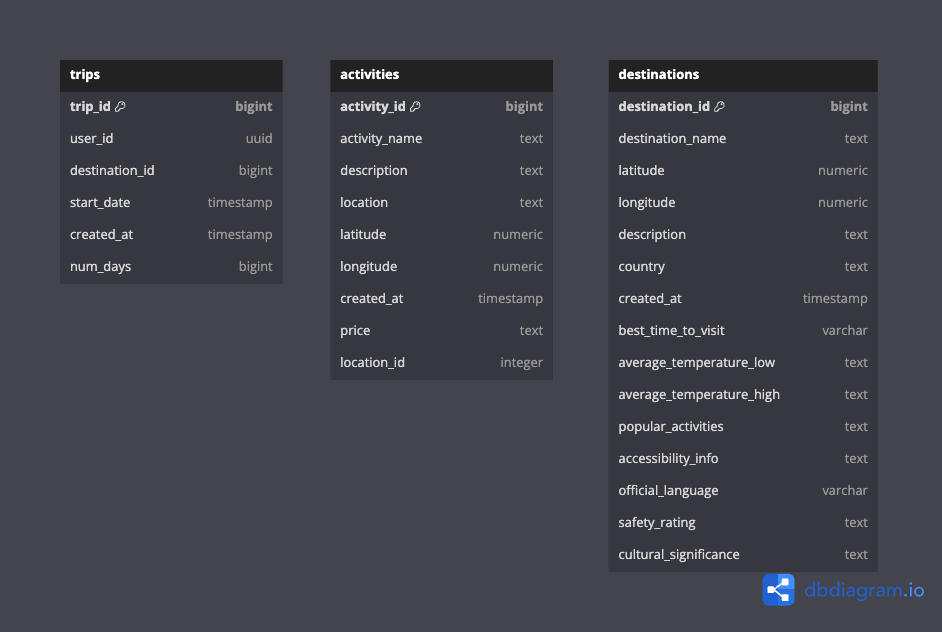 trips
trip_id bigint
user_id uuid
destination_id bigint
start_date timestamp
created_at timestamp
num_days bigint
activities
activity_id bigint
activity_name text
description text
location text
latitude numeric
longitude numeric
created_at timestamp
price text
location_id integer
destinations
destination_id bigint
destination_name text
latitude numeric
longitude numeric
description text
country text
created_at timestamp
best_time_to_visit varchar
average_temperature_low text
average_temperature_high text
popular_activities text
accessibility_info text
official_language varchar
safety_rating text
cultural_significance text
dbdiagram.io